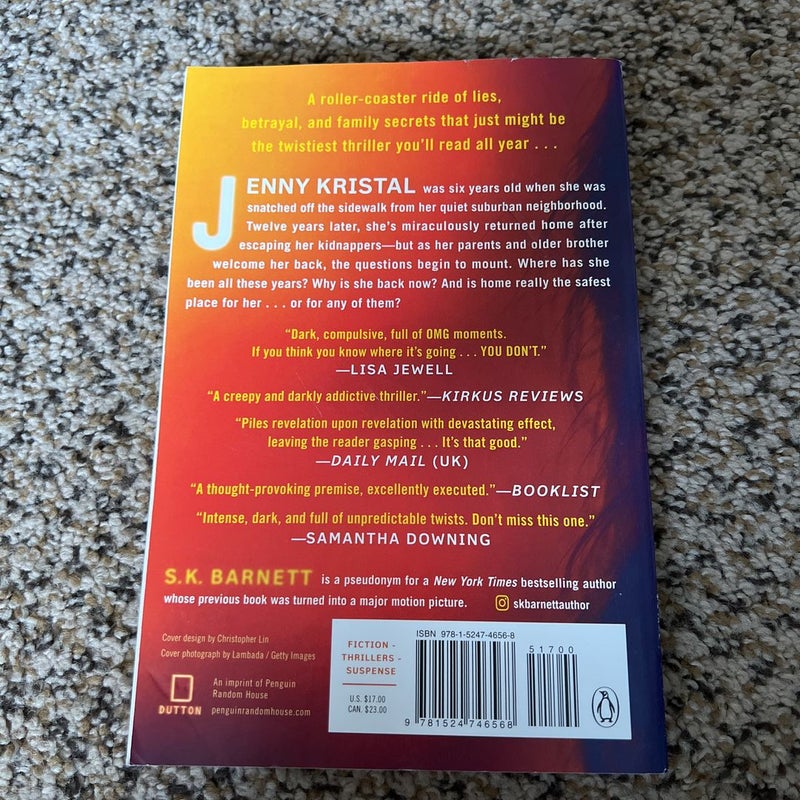 A roller-coaster ride of lies,
betrayal, and family secrets that just might be
the twistiest thriller you'll read all year . . .
JENNY KRISTAL was six years old when she was
snatched off the sidewalk from her quiet suburban neighborhood.
Twelve years later, she's miraculously returned home after
escaping her kidnappers—but as her parents and older brother
welcome her back, the questions begin to mount. Where has she
been all these years? Why is she back now? And is home really the safest
place for her . . . or for any of them?
“Dark, compulsive, full of OMG moments.
If you think you know where it's going . . . YOU DON'T.”
—LISA JEWELL
“A creepy and darkly addictive thriller.”—KIRKUS REVIEWS
“Piles revelation upon revelation with devastating effect,
leaving the reader gasping . . . It's that good.”
—DAILY MAIL (UK)
“A thought-provoking premise, excellently executed.”—BOOKLIST
“Intense, dark, and full of unpredictable twists. Don't miss this one.”
—SAMANTHA DOWNING
S.K. BARNETT is a pseudonym for a New York Times bestselling author
whose previous book was turned into a major motion picture. skbarnettauthor
Cover design by Christopher Lin
Cover photograph by Lambada / Getty Images
An imprint of Penguin
Random House
DUTTON penguinrandomhouse.com
FICTION -
THRILLERS -
SUSPENSE
U.S. $17.00
CAN. $23.00
ISBN 978-1-5247-4656-8
51700
9 781524 746568